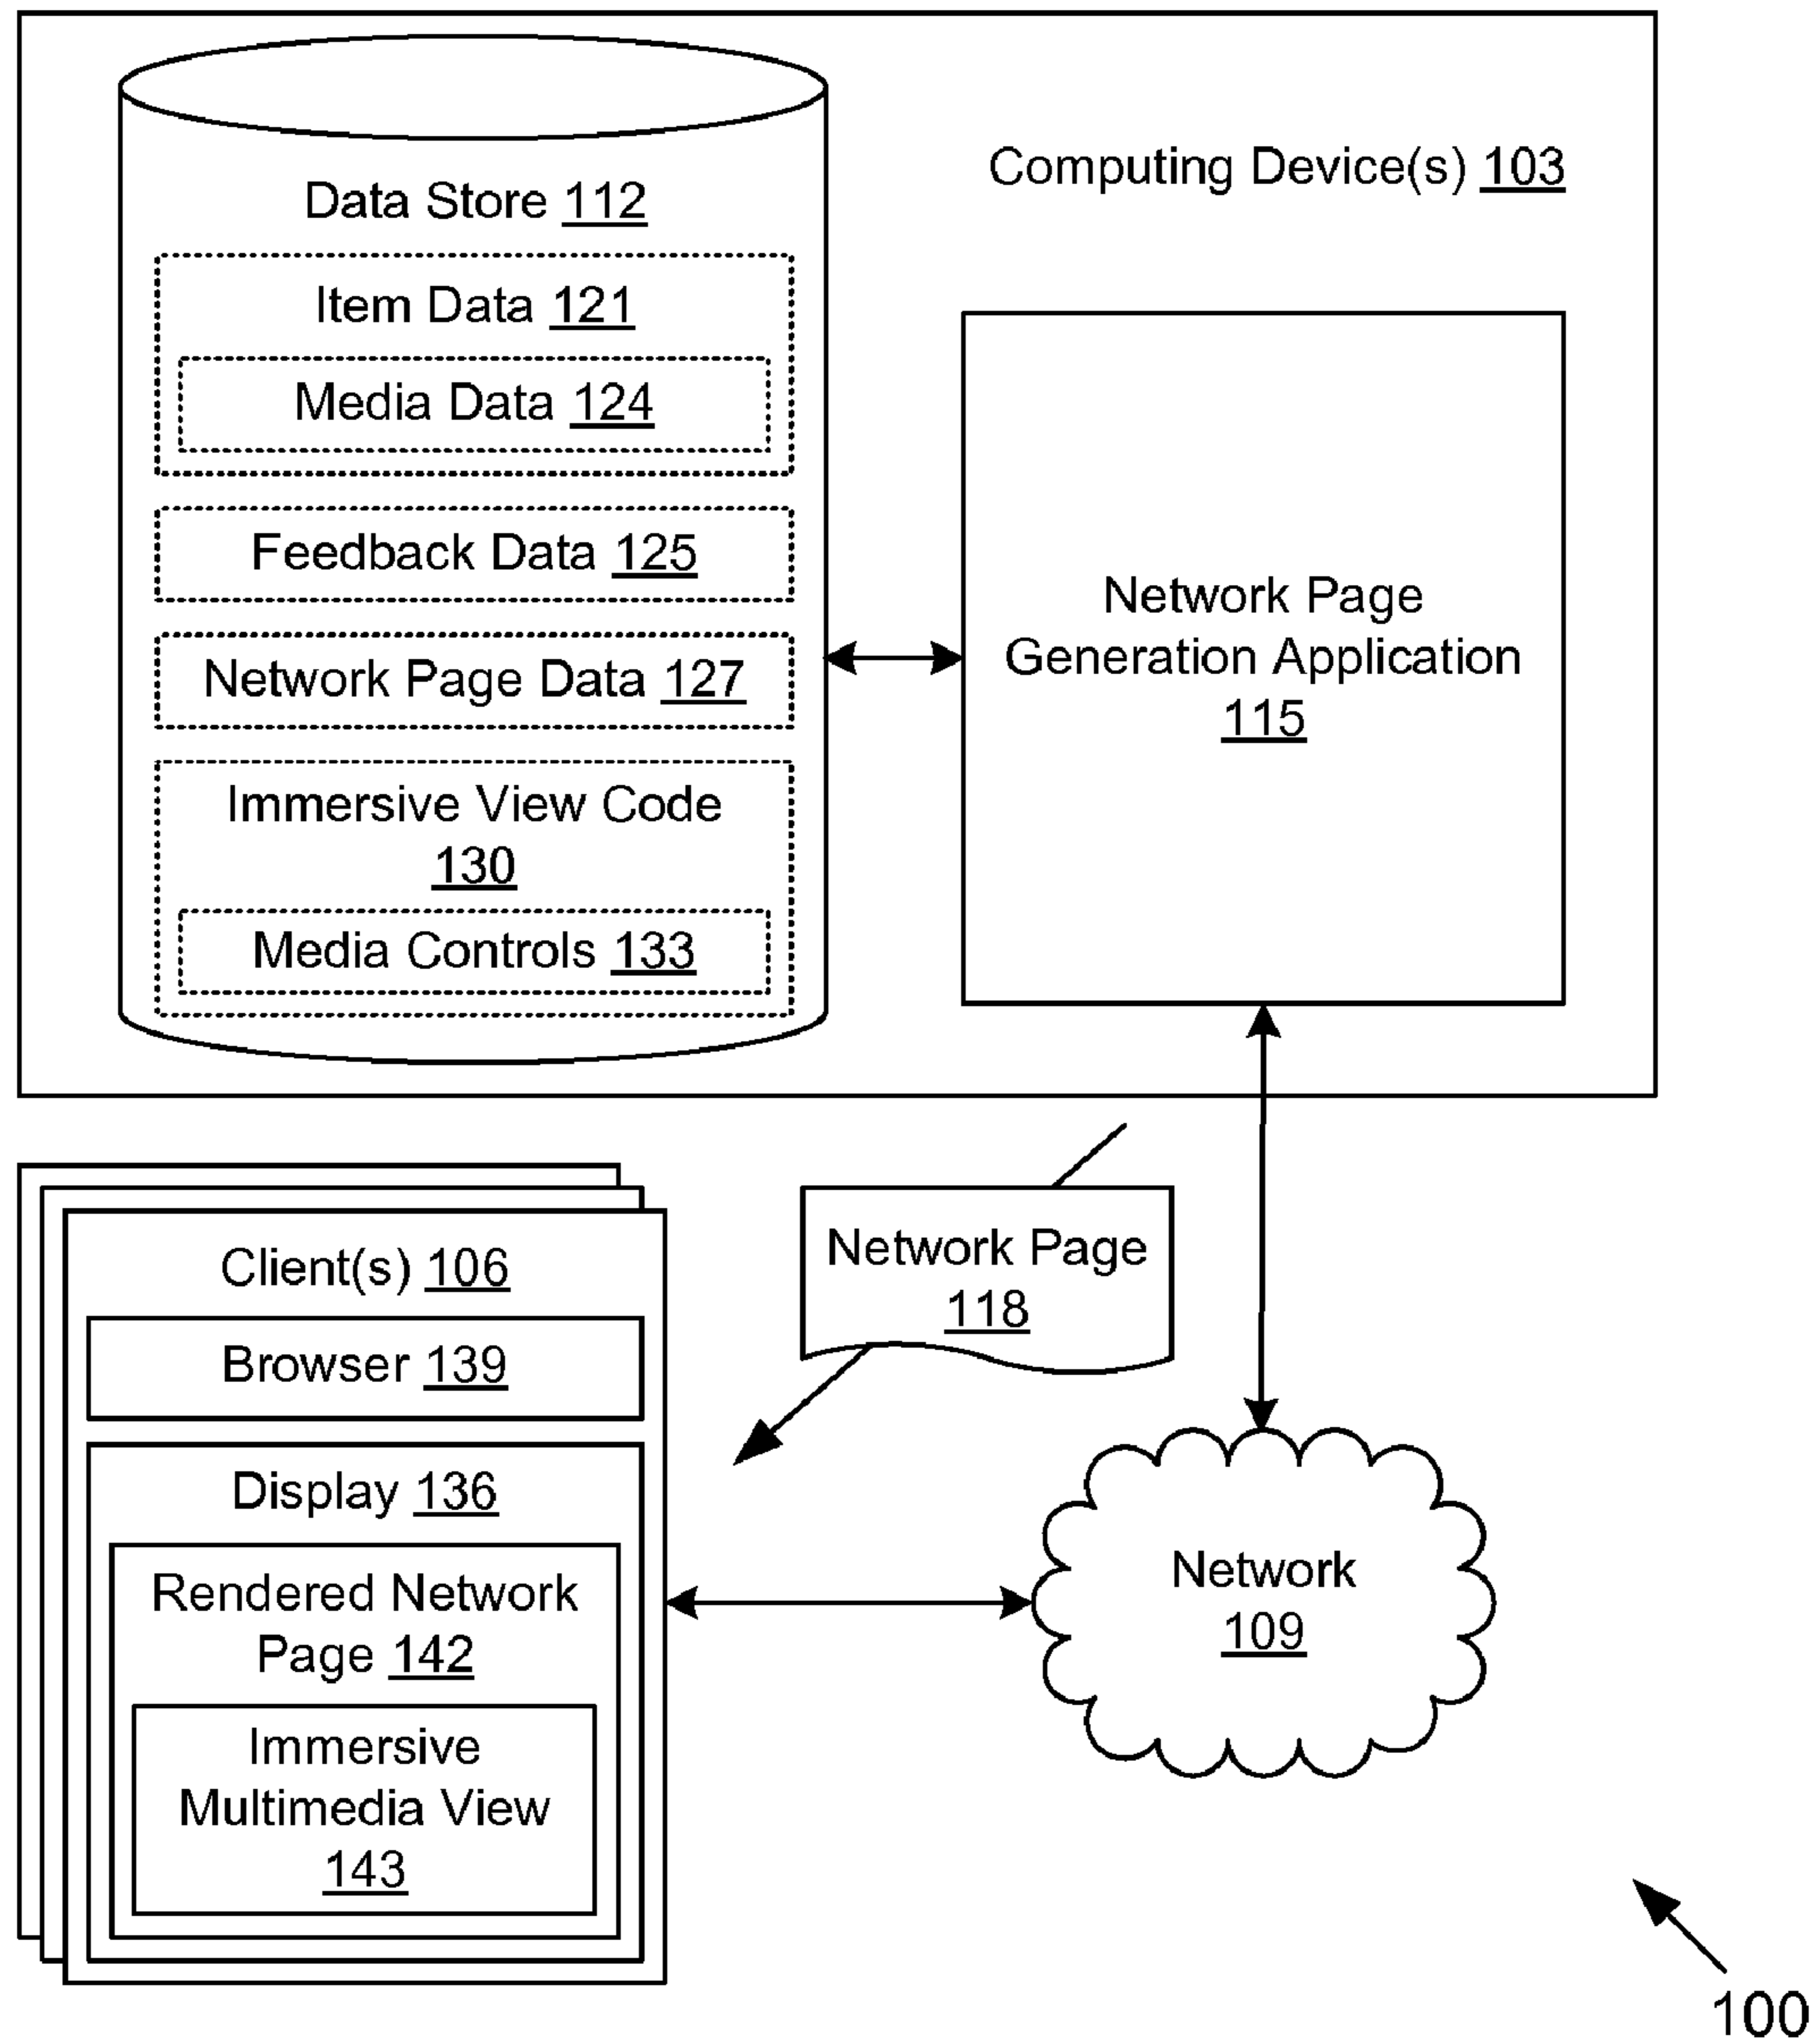 Computing Device(s) 103
Data Store 112
Item Data 121
Media Data 124
Feedback Data 125
Network Page Data 127
Immersive View Code
130
Media Controls 133
Network Page
Generation Application
115
Network Page
118
Client(s) 106
Browser 139
Display 136
Rendered Network
Page 142
Immersive
Multimedia View
143
Network
109
100